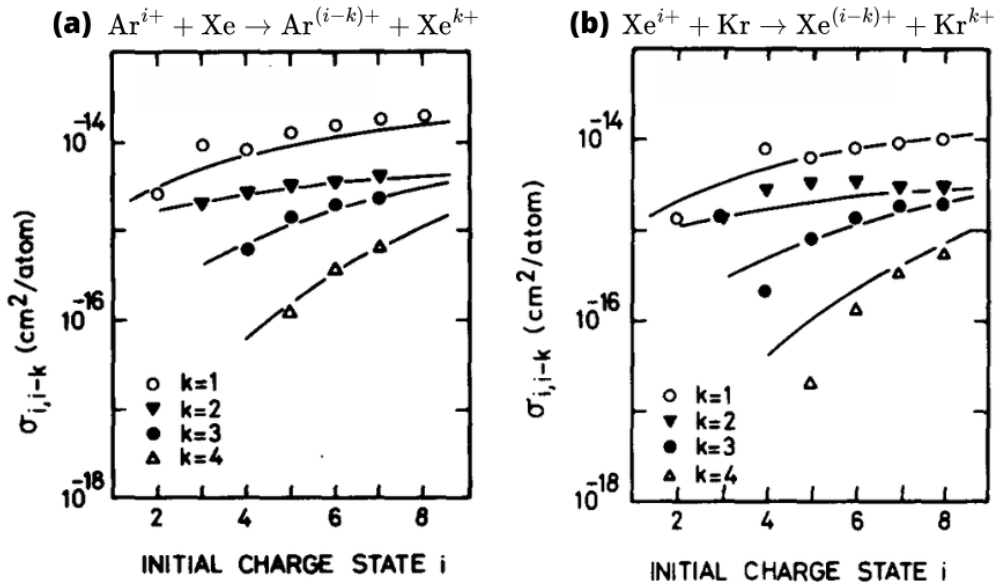 (a) Ar^{i+} + Xe → Ar^{(i−k)+} + Xe^{k+}
10^{-14}
10^{-16}
10^{-18}
σ_{i,i-k} (cm^2/atom)
○ k=1
▼ k=2
● k=3
△ k=4
2 4 6 8
INITIAL CHARGE STATE i
(b) Xe^{i+} + Kr → Xe^{(i−k)+} + Kr^{k+}
10^{-14}
10^{-16}
10^{-18}
σ_{i,i-k} (cm^2/atom)
○ k=1
▼ k=2
● k=3
△ k=4
2 4 6 8
INITIAL CHARGE STATE i